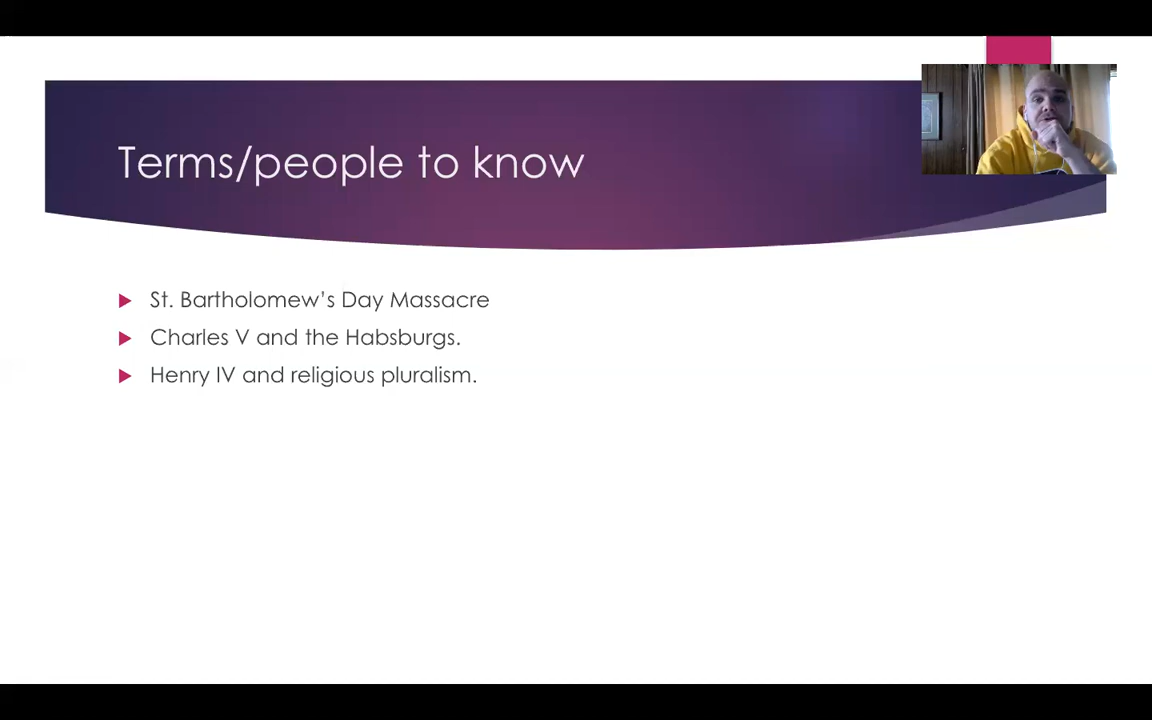 Terms/people to know
St. Bartholomew’s Day Massacre
Charles V and the Habsburgs.
Henry IV and religious pluralism.